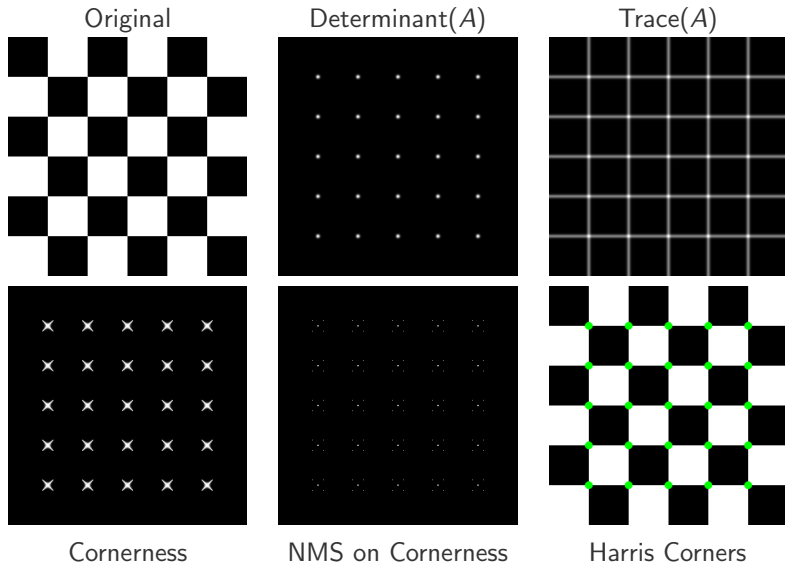 Original
Determinant(A)
Trace(A)
Cornerness
NMS on Cornerness
Harris Corners